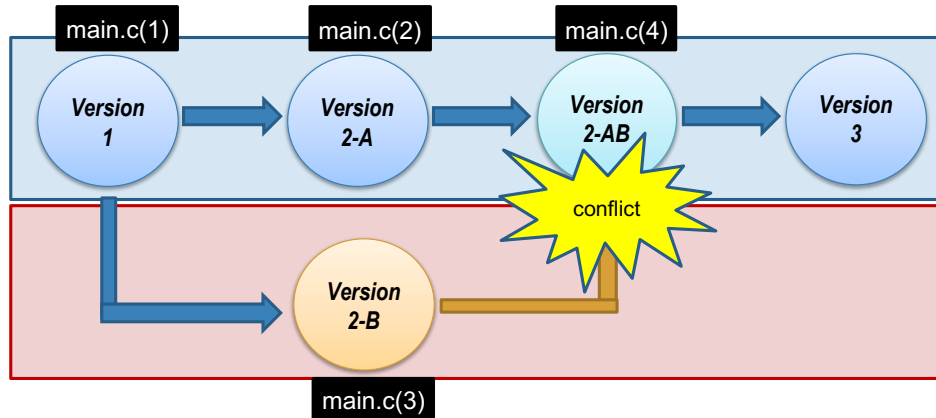 main.c(1)
main.c(2)
main.c(4)
Version
1
Version
2-A
Version
2-AB
Version
3
conflict
Version
2-B
main.c(3)